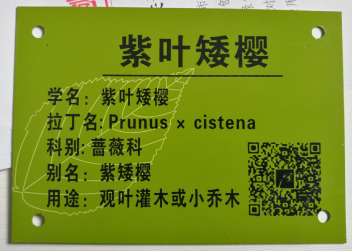 紫叶矮樱
学名：紫叶矮樱
拉丁名：Prunus × cistena
科别：蔷薇科
别名：紫矮樱
用途：观叶灌木或小乔木